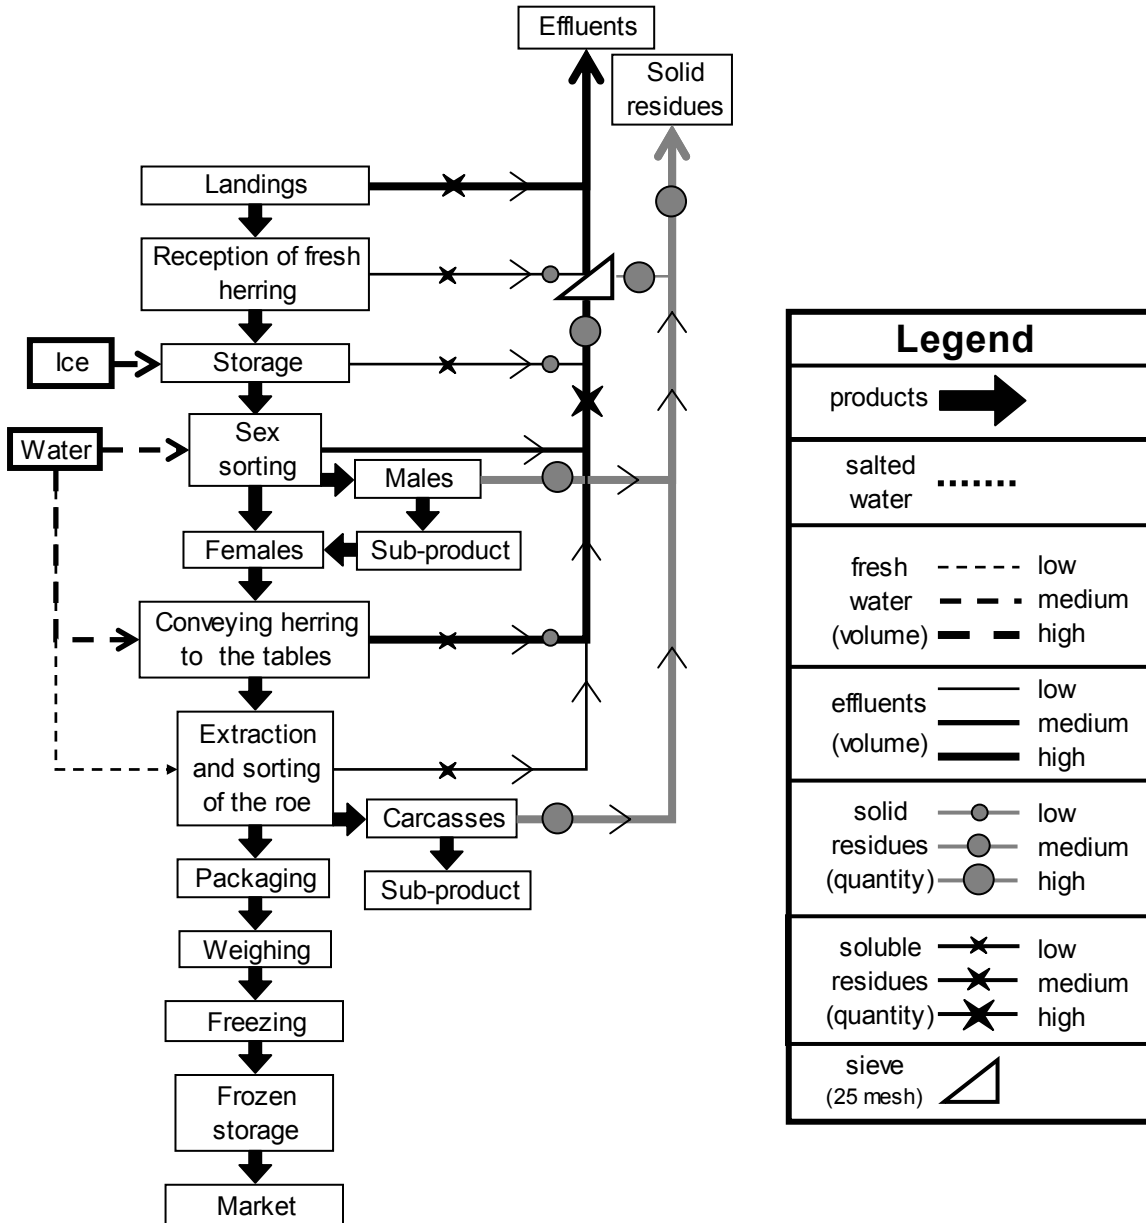 Effluents
Solid
residues
Landings
Reception of fresh
herring
Ice
Storage
Water
Sex
sorting
Males
Females
Sub-product
Conveying herring
to the tables
Extraction
and sorting
of the roe
Carcasses
Packaging
Sub-product
Weighing
Freezing
Frozen
storage
Market
Legend
products
salted
water
fresh
water
(volume)
low
medium
high
effluents
(volume)
low
medium
high
solid
residues
(quantity)
low
medium
high
soluble
residues
(quantity)
low
medium
high
sieve
(25 mesh)